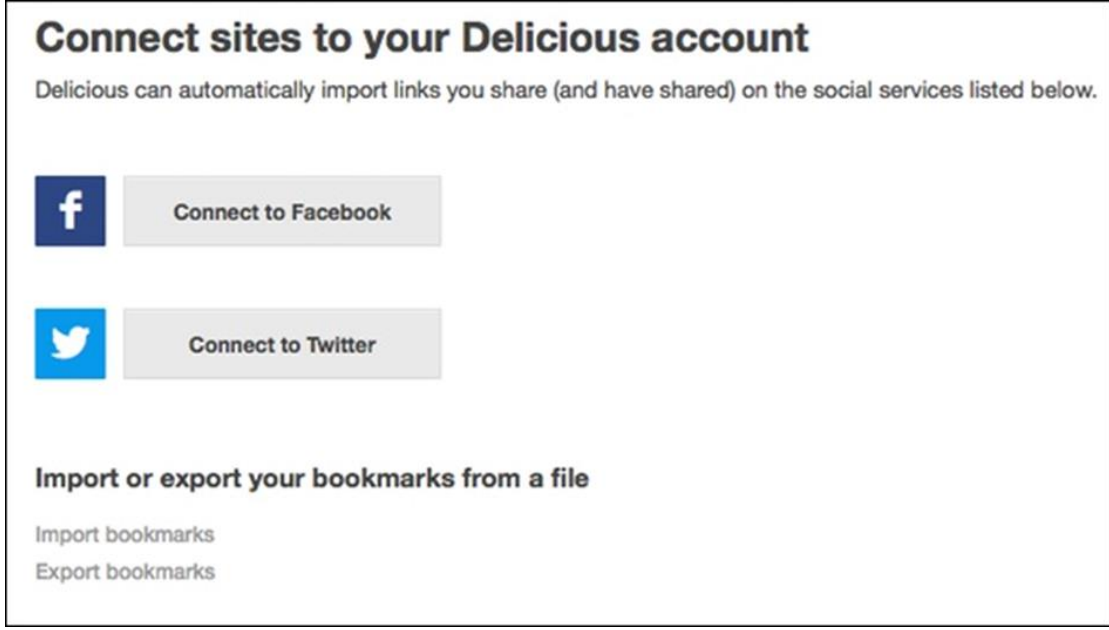 Connect sites to your Delicious account
Delicious can automatically import links you share (and have shared) on the social services listed below.
f
Connect to Facebook
Connect to Twitter
Import or export your bookmarks from a file
Import bookmarks
Export bookmarks